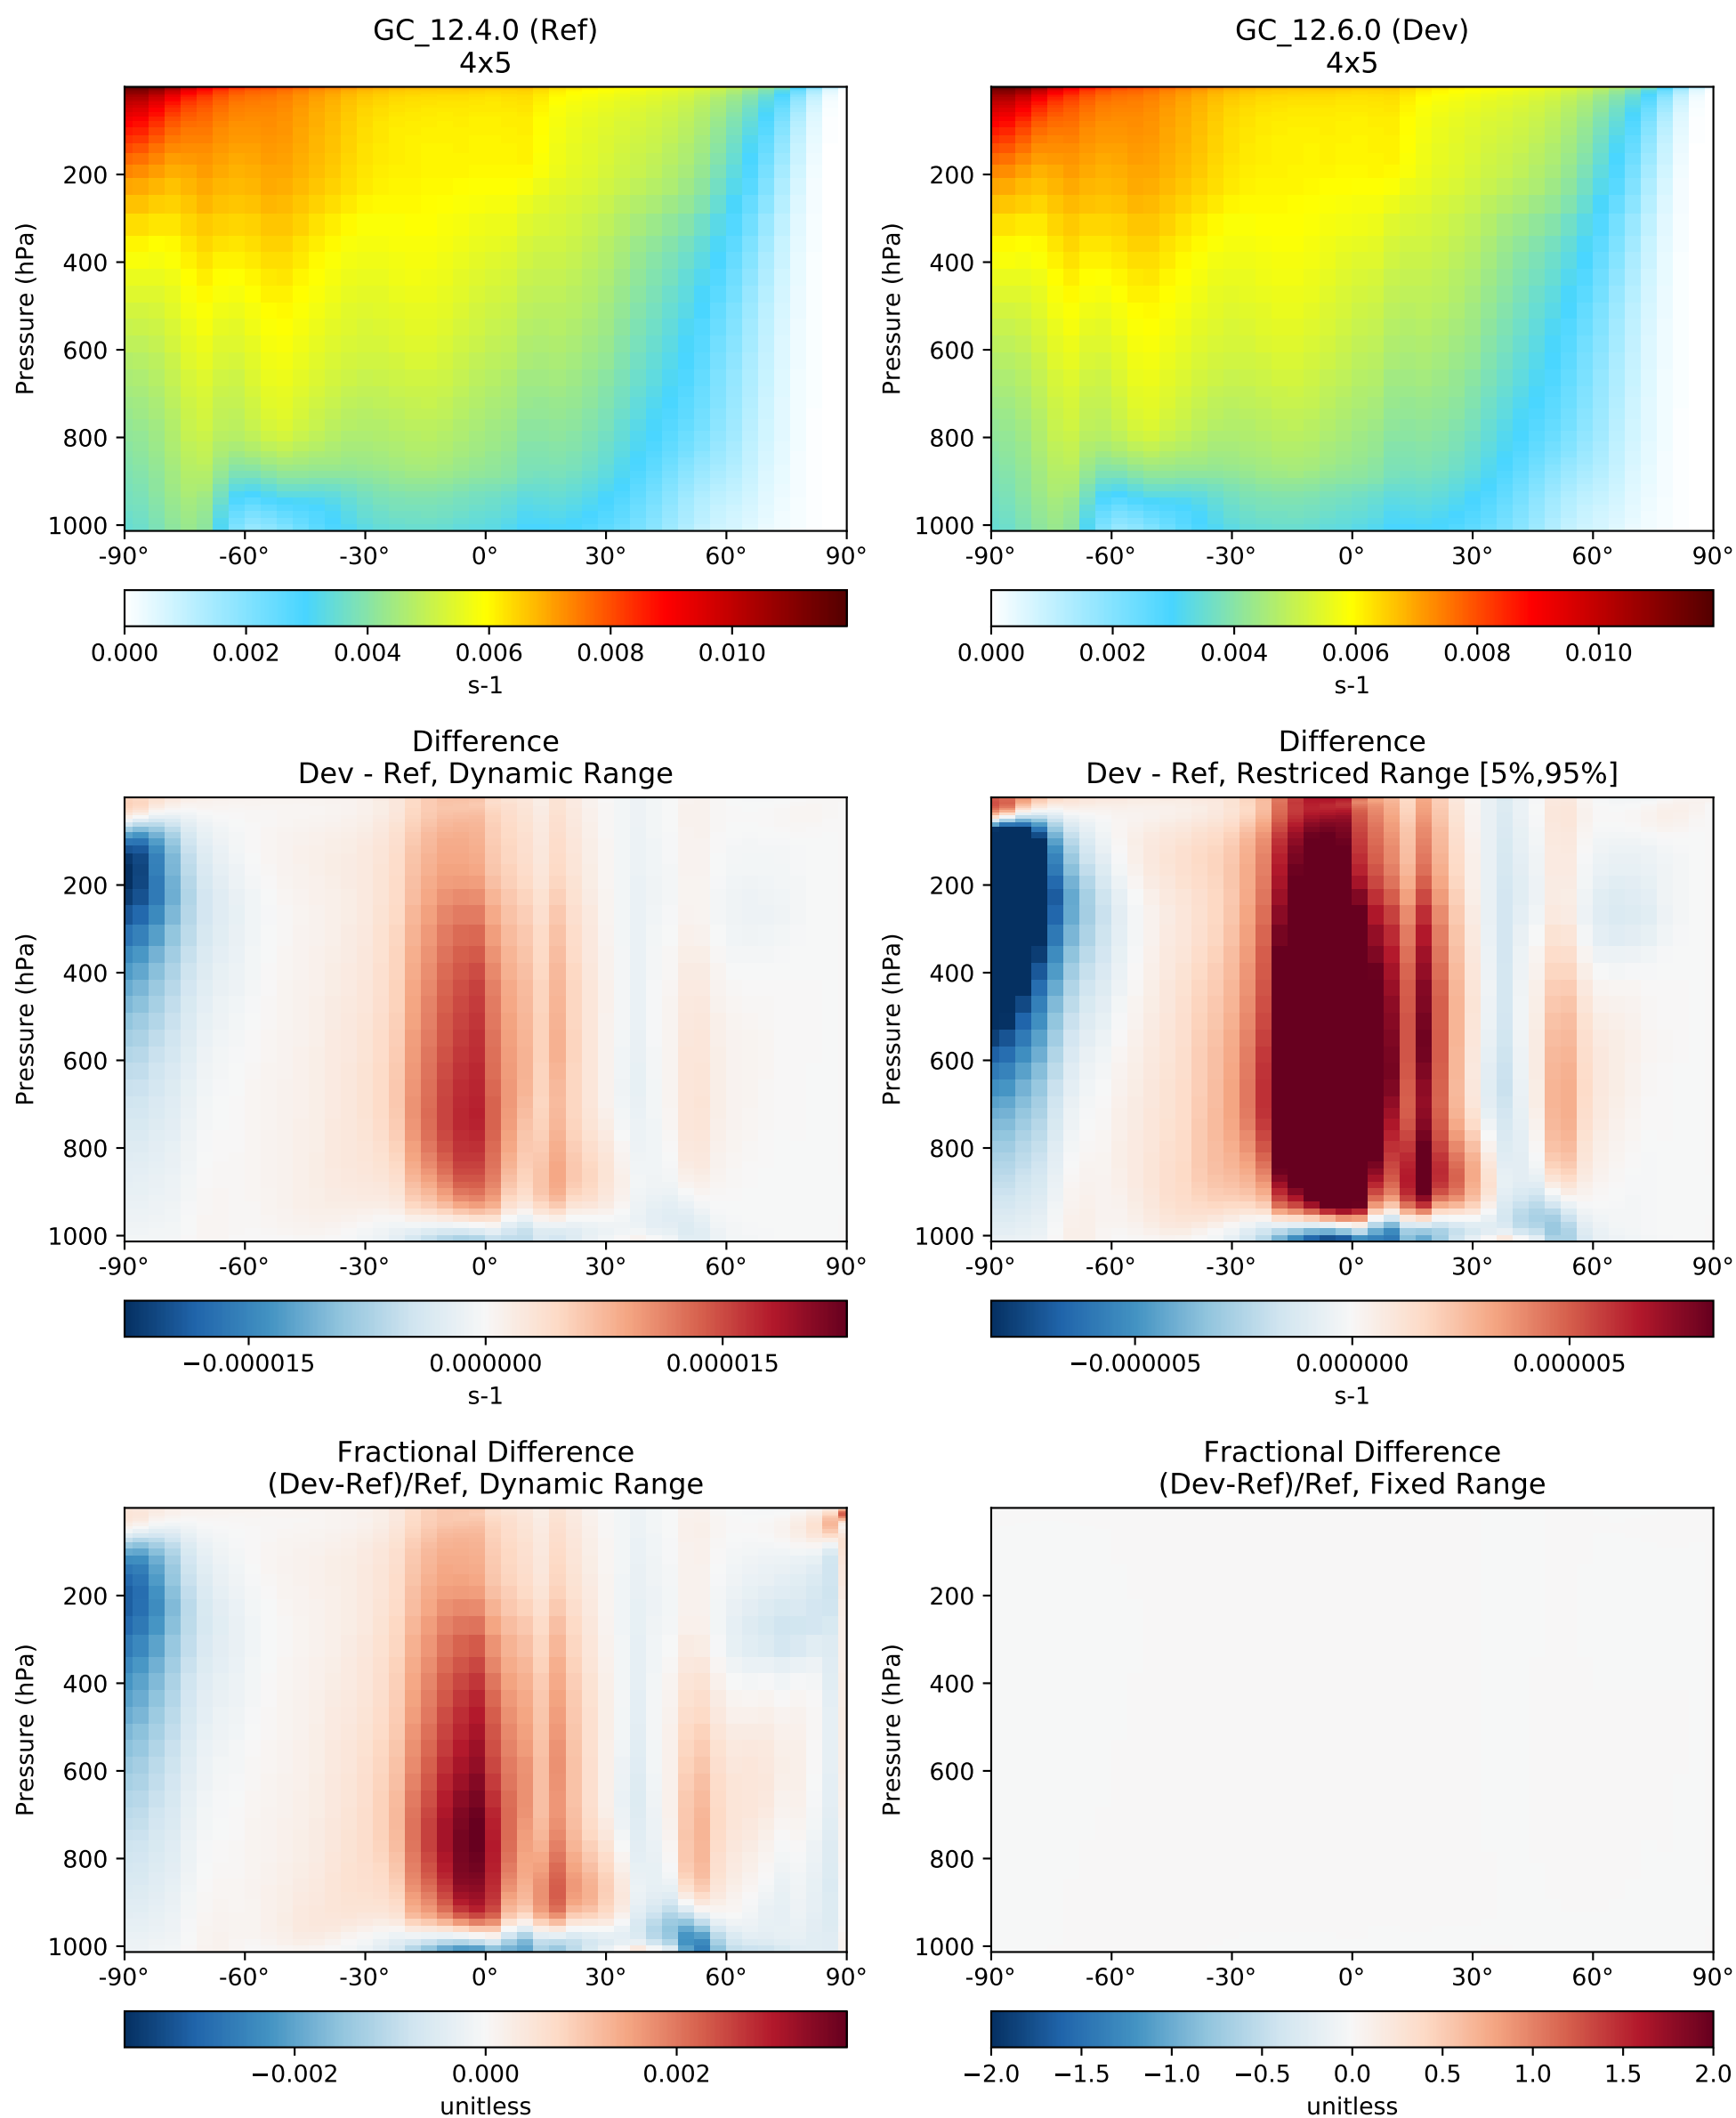 GC_12.4.0 (Ref)
4x5
GC_12.6.0 (Dev)
4x5
Pressure (hPa)
200
400
600
800
1000
-90° -60° -30° 0° 30° 60° 90°
0.000 0.002 0.004 0.006 0.008 0.010
s-1
Pressure (hPa)
200
400
600
800
1000
-90° -60° -30° 0° 30° 60° 90°
0.000 0.002 0.004 0.006 0.008 0.010
s-1
Difference
Dev - Ref, Dynamic Range
Difference
Dev - Ref, Restriced Range [5%,95%]
Pressure (hPa)
200
400
600
800
1000
-90° -60° -30° 0° 30° 60° 90°
−0.000015 0.000000 0.000015
s-1
Pressure (hPa)
200
400
600
800
1000
-90° -60° -30° 0° 30° 60° 90°
−0.000005 0.000000 0.000005
s-1
Fractional Difference
(Dev-Ref)/Ref, Dynamic Range
Fractional Difference
(Dev-Ref)/Ref, Fixed Range
Pressure (hPa)
200
400
600
800
1000
-90° -60° -30° 0° 30° 60° 90°
−0.002 0.000 0.002
unitless
Pressure (hPa)
200
400
600
800
1000
-90° -60° -30° 0° 30° 60° 90°
−2.0 −1.5 −1.0 −0.5 0.0 0.5 1.0 1.5 2.0
unitless